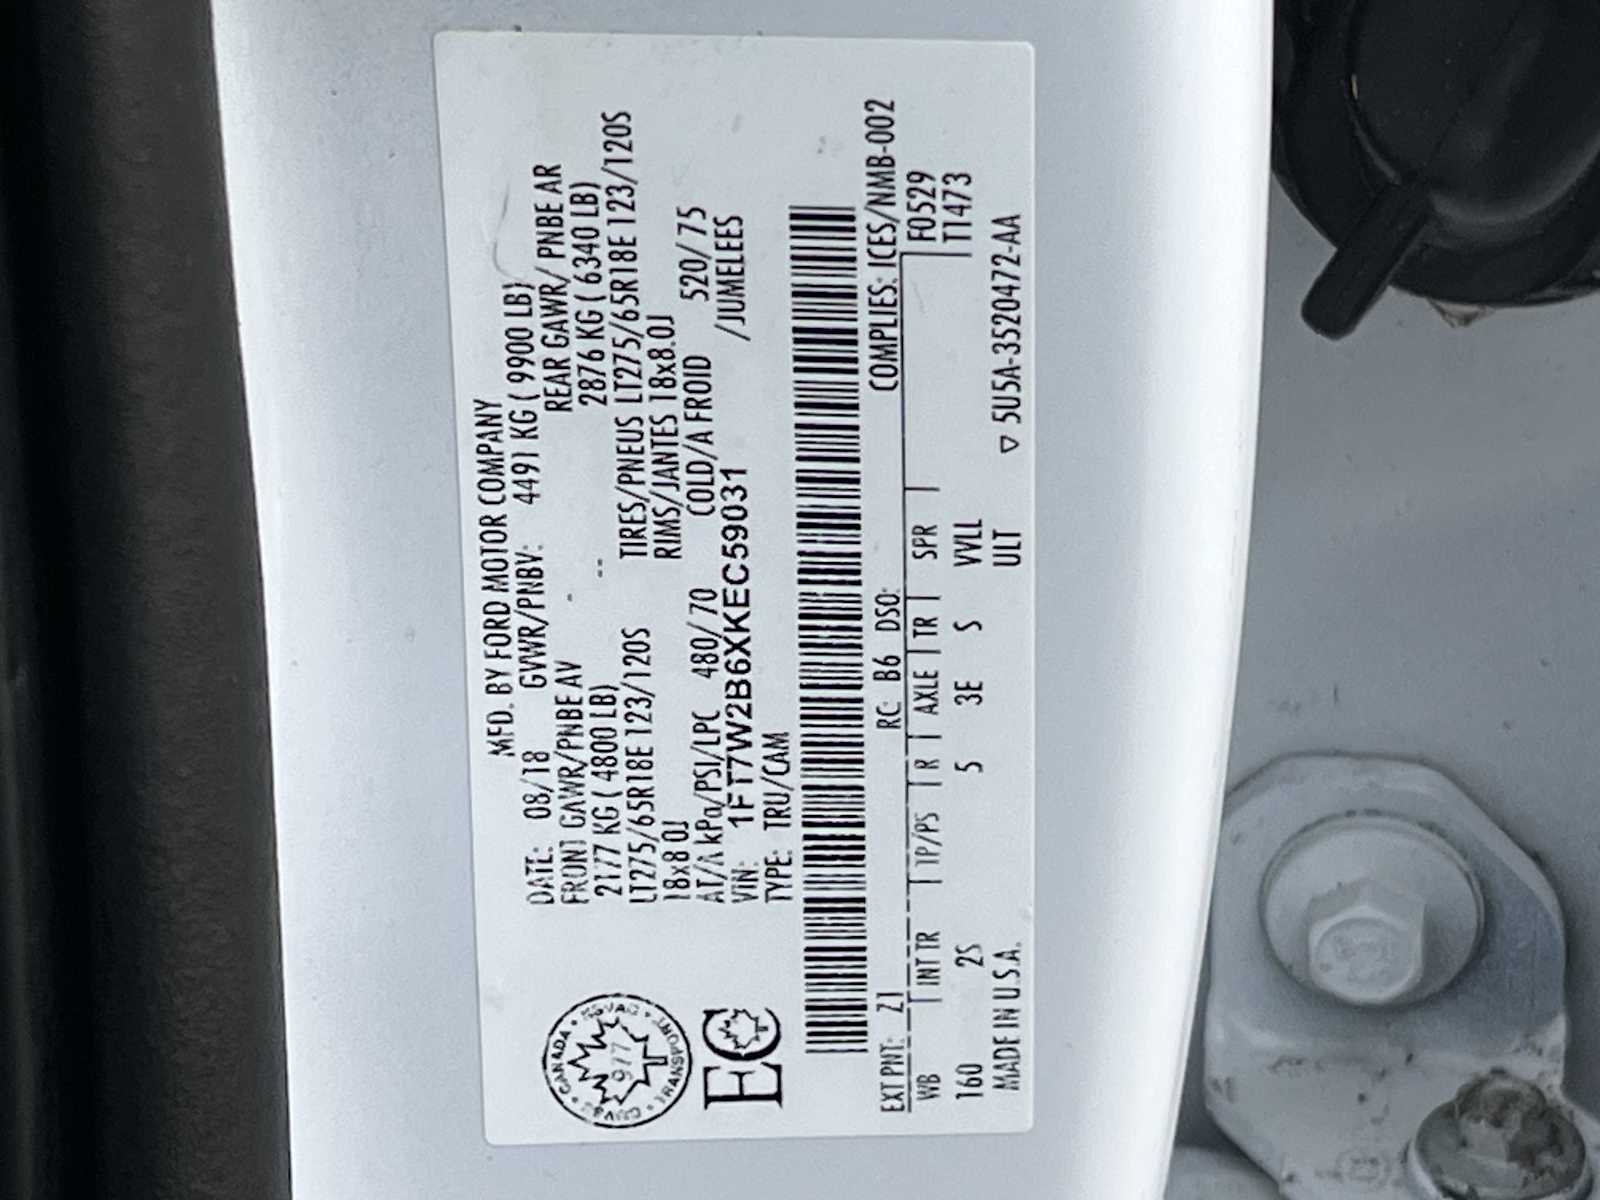 MFD. BY FORD MOTOR COMPANY
DATE: 08/18 GVWR/PNBV: 4491 KG ( 9900 LB)
FRONT GAWR/PNBE AV REAR GAWR/ PNBE AR
2177 KG ( 4800 LB) 2876 KG ( 6340 LB)
LT275/65R18E 123/120S TIRES/PNEUS LT275/65R18E 123/120S
18x8.0J RIMS/JANTES 18x8.0J
AT/À kPa/PSI/LPC 480/70 COLD/A FROID 520/75
VIN: 1FT7W2B6XKEC59031 /JUMELEES
TYPE: TRU/CAM
CANADA • NSVAC • TRANSPORT • CMVSS
977
EC
EXT PNT: Z1 RC: B6 DSO: COMPLIES: ICES/NMB-002
WB INT TR TP/PS R AXLE TR SPR F0529
160 2S 5 3E S VVLL T1473
MADE IN U.S.A. ULT ▽ 5U5A-3520472-AA